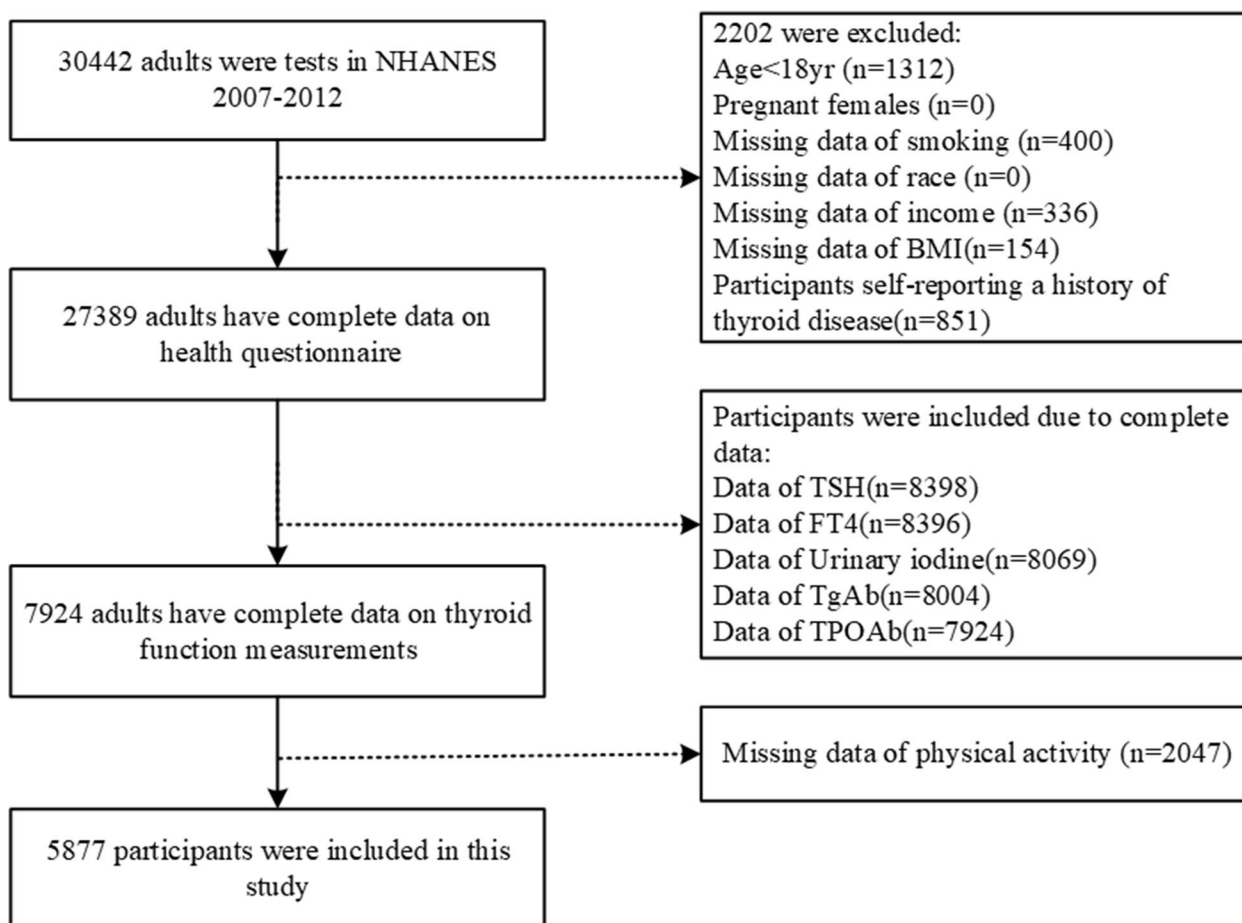 30442 adults were tests in NHANES
2007-2012
2202 were excluded:
Age<18yr (n=1312)
Pregnant females (n=0)
Missing data of smoking (n=400)
Missing data of race (n=0)
Missing data of income (n=336)
Missing data of BMI(n=154)
Participants self-reporting a history of
thyroid disease(n=851)
27389 adults have complete data on
health questionnaire
Participants were included due to complete
data:
Data of TSH(n=8398)
Data of FT4(n=8396)
Data of Urinary iodine(n=8069)
Data of TgAb(n=8004)
Data of TPOAb(n=7924)
7924 adults have complete data on thyroid
function measurements
Missing data of physical activity (n=2047)
5877 participants were included in this
study